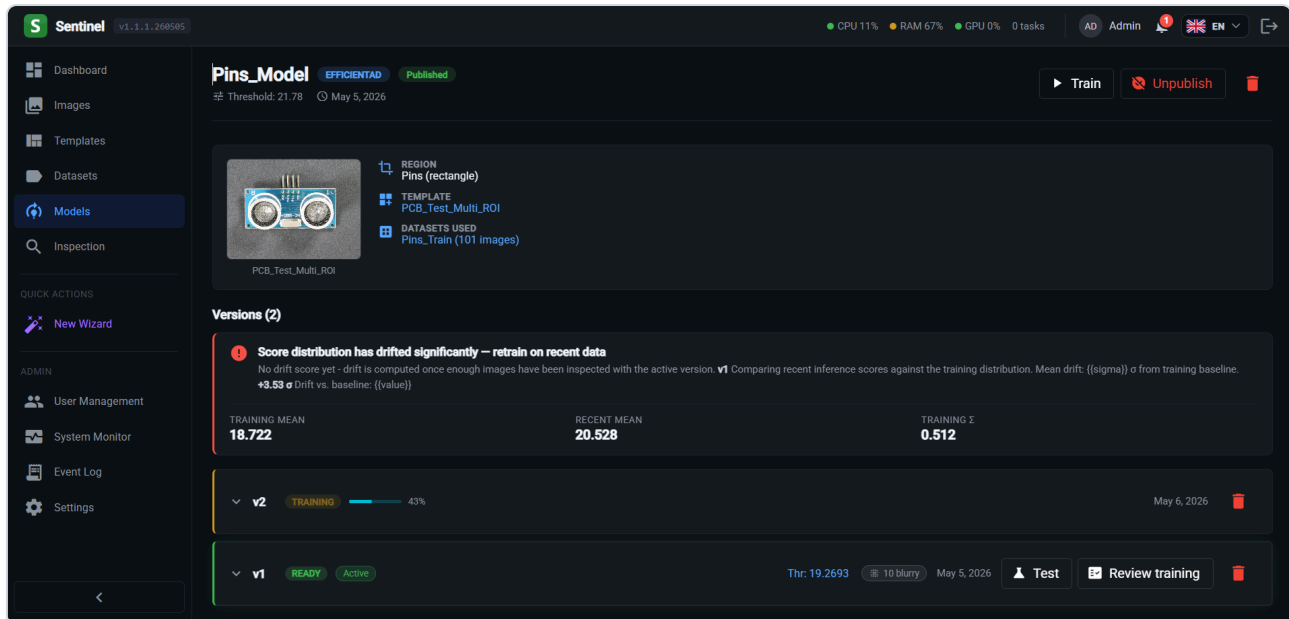 S Sentinel v1.1.1.260505
CPU 11% RAM 67% GPU 0% 0 tasks AD Admin 1 EN
Dashboard
Images
Templates
Datasets
Models
Inspection
QUICK ACTIONS
New Wizard
ADMIN
User Management
System Monitor
Event Log
Settings
Pins_Model EFFICIENTAD Published
Threshold: 21.78 May 5, 2026
Train Unpublish
REGION
Pins (rectangle)
TEMPLATE
PCB_Test_Multi_ROI
DATASETS USED
Pins_Train (101 images)
PCB_Test_Multi_ROI
Versions (2)
Score distribution has drifted significantly — retrain on recent data
No drift score yet - drift is computed once enough images have been inspected with the active version. v1 Comparing recent inference scores against the training distribution. Mean drift: {{sigma}} σ from training baseline.
+3.53 σ Drift vs. baseline: {{value}}
TRAINING MEAN RECENT MEAN TRAINING Σ
18.722 20.528 0.512
v2 TRAINING 43% May 6, 2026
v1 READY Active Thr: 19.2693 10 blurry May 5, 2026 Test Review training